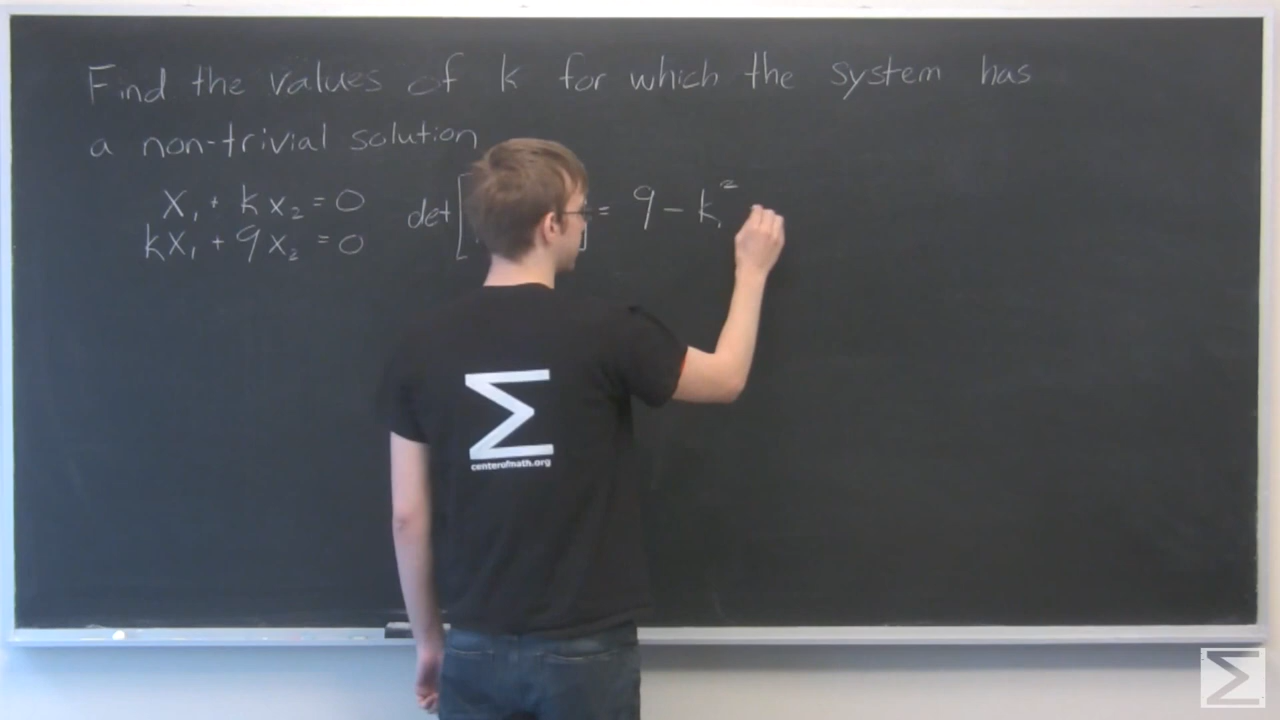 Find the values of k for which the system has
a non-trivial solution
x₁ + k x₂ = 0
kx₁ + 9x₂ = 0
det [ ] = 9 - k²
Σ
centerofmath.org
Σ